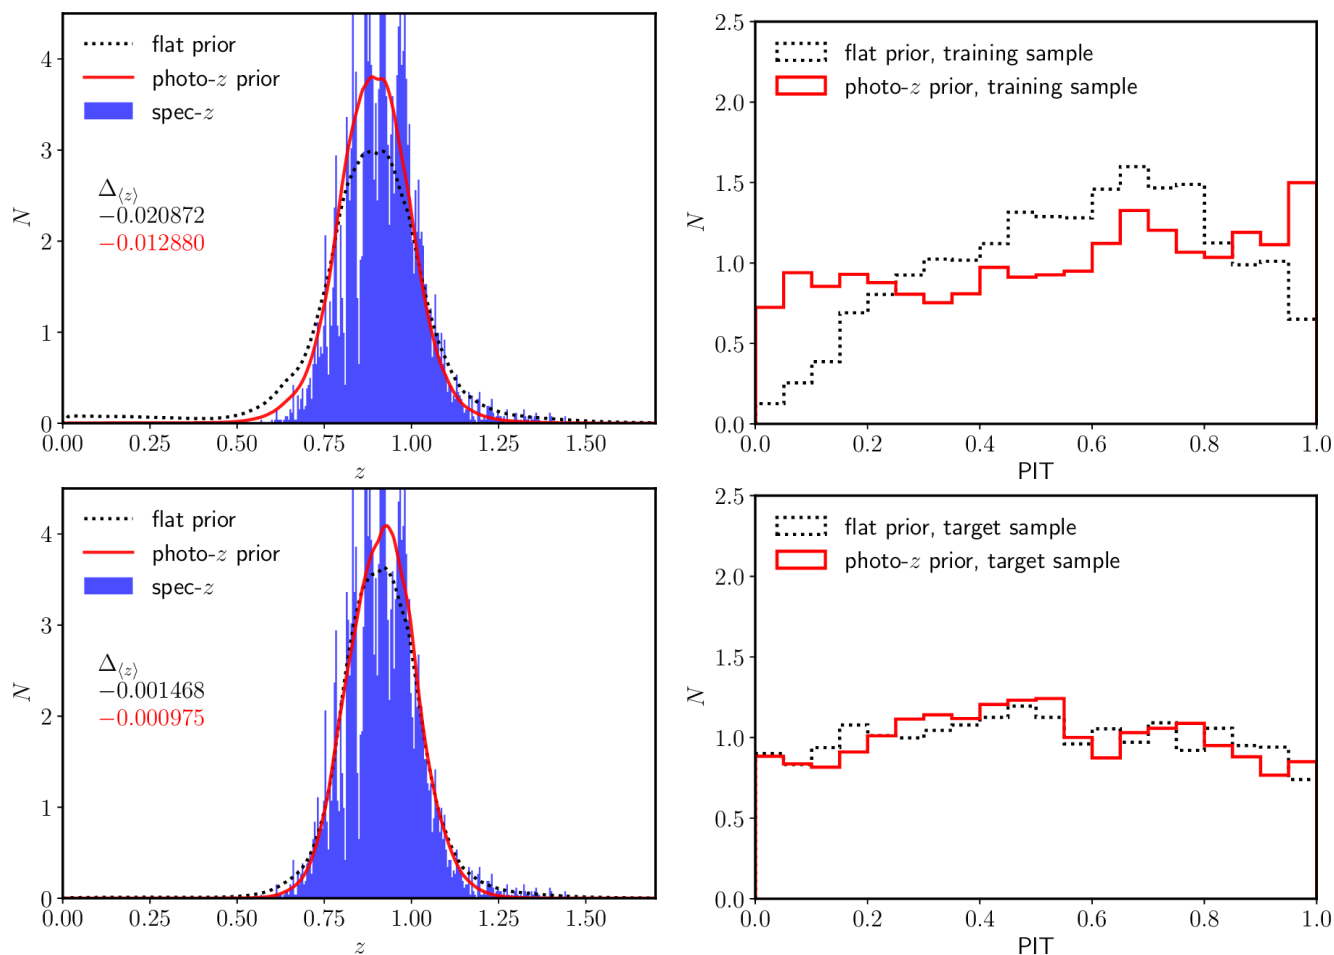 flat prior
photo-z prior
spec-z
Δ⟨z⟩
−0.020872
−0.012880
N
0 1 2 3 4
0.00 0.25 0.50 0.75 1.00 1.25 1.50
z
flat prior, training sample
photo-z prior, training sample
N
0.0 0.5 1.0 1.5 2.0 2.5
0.0 0.2 0.4 0.6 0.8 1.0
PIT
flat prior
photo-z prior
spec-z
Δ⟨z⟩
−0.001468
−0.000975
N
0 1 2 3 4
0.00 0.25 0.50 0.75 1.00 1.25 1.50
z
flat prior, target sample
photo-z prior, target sample
N
0.0 0.5 1.0 1.5 2.0 2.5
0.0 0.2 0.4 0.6 0.8 1.0
PIT